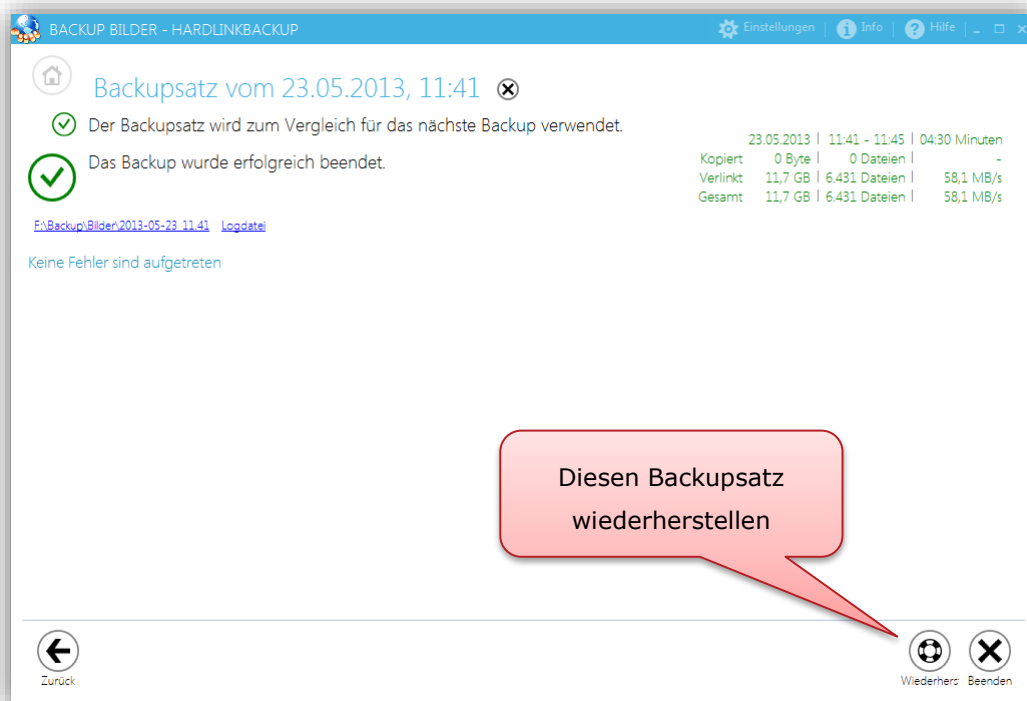 BACKUP BILDER - HARDLINKBACKUP
Einstellungen | Info | Hilfe
Backupsatz vom 23.05.2013, 11:41
Der Backupsatz wird zum Vergleich für das nächste Backup verwendet.
Das Backup wurde erfolgreich beendet.
23.05.2013 | 11:41 - 11:45 | 04:30 Minuten
Kopiert 0 Byte | 0 Dateien | -
Verlinkt 11,7 GB | 6.431 Dateien | 58,1 MB/s
Gesamt 11,7 GB | 6.431 Dateien | 58,1 MB/s
F:\Backup\Bilder\2013-05-23 11.41 Logdatei
Keine Fehler sind aufgetreten
Diesen Backupsatz
wiederherstellen
Zurück
Wiederhers Beenden